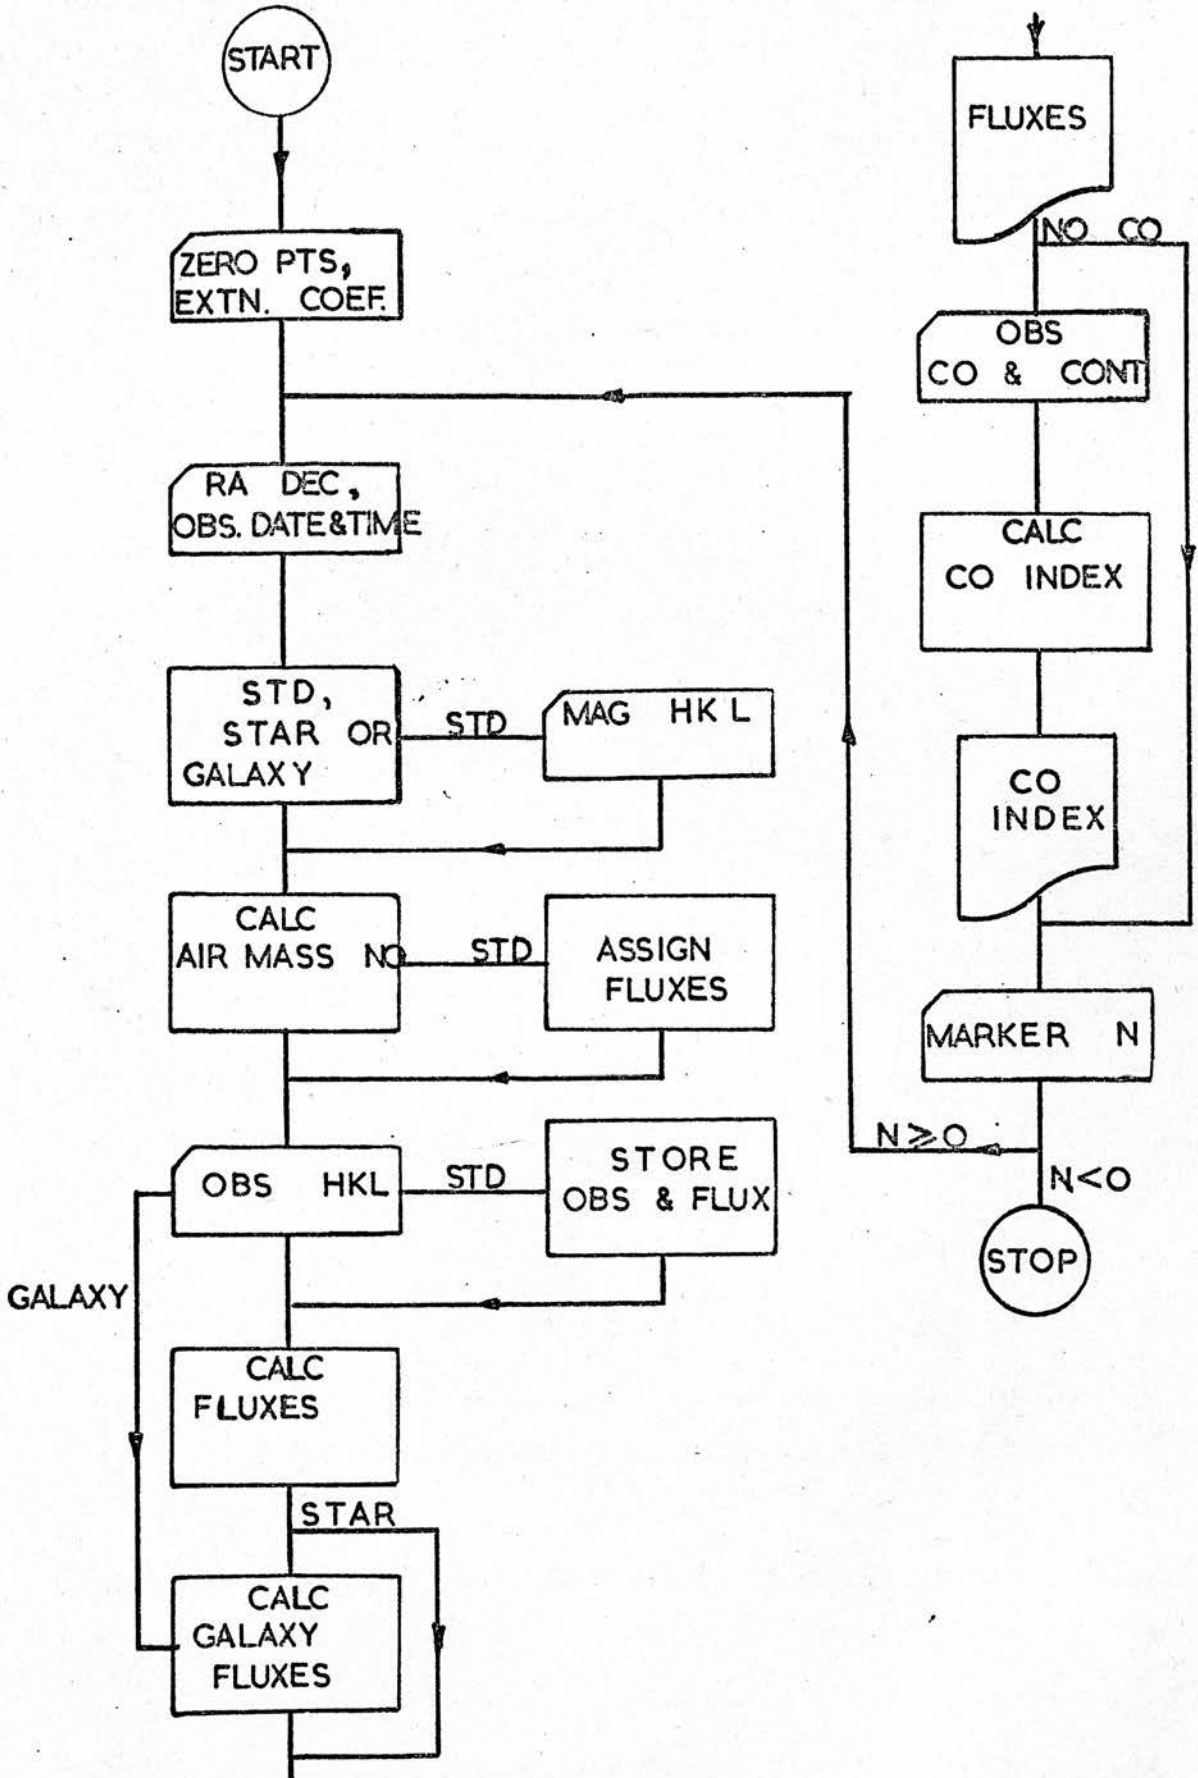 START
ZERO PTS,
EXTN. COEF.
RA DEC,
OBS. DATE&TIME
STD,
STAR OR
GALAXY
STD
MAG HKL
CALC
AIR MASS NO
STD
ASSIGN
FLUXES
OBS HKL
STD
STORE
OBS & FLUX
GALAXY
CALC
FLUXES
STAR
CALC
GALAXY
FLUXES
FLUXES
NO CO
OBS
CO & CONT
CALC
CO INDEX
CO
INDEX
MARKER N
N⩾O
N<O
STOP